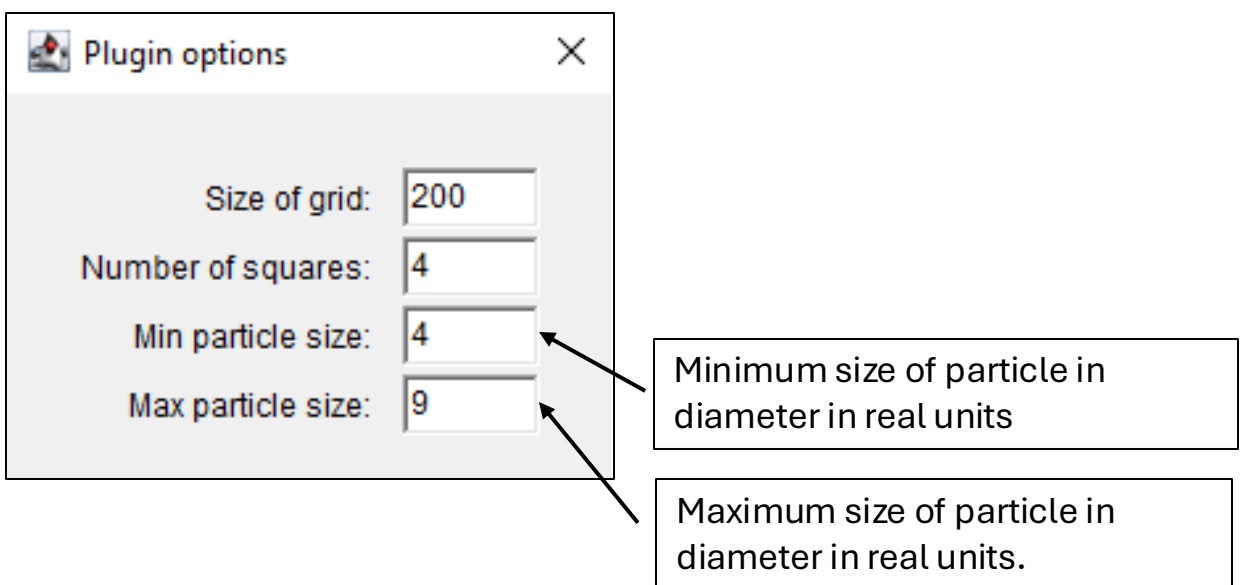 Plugin options
Size of grid: 200
Number of squares: 4
Min particle size: 4
Max particle size: 9
Minimum size of particle in
diameter in real units
Maximum size of particle in
diameter in real units.